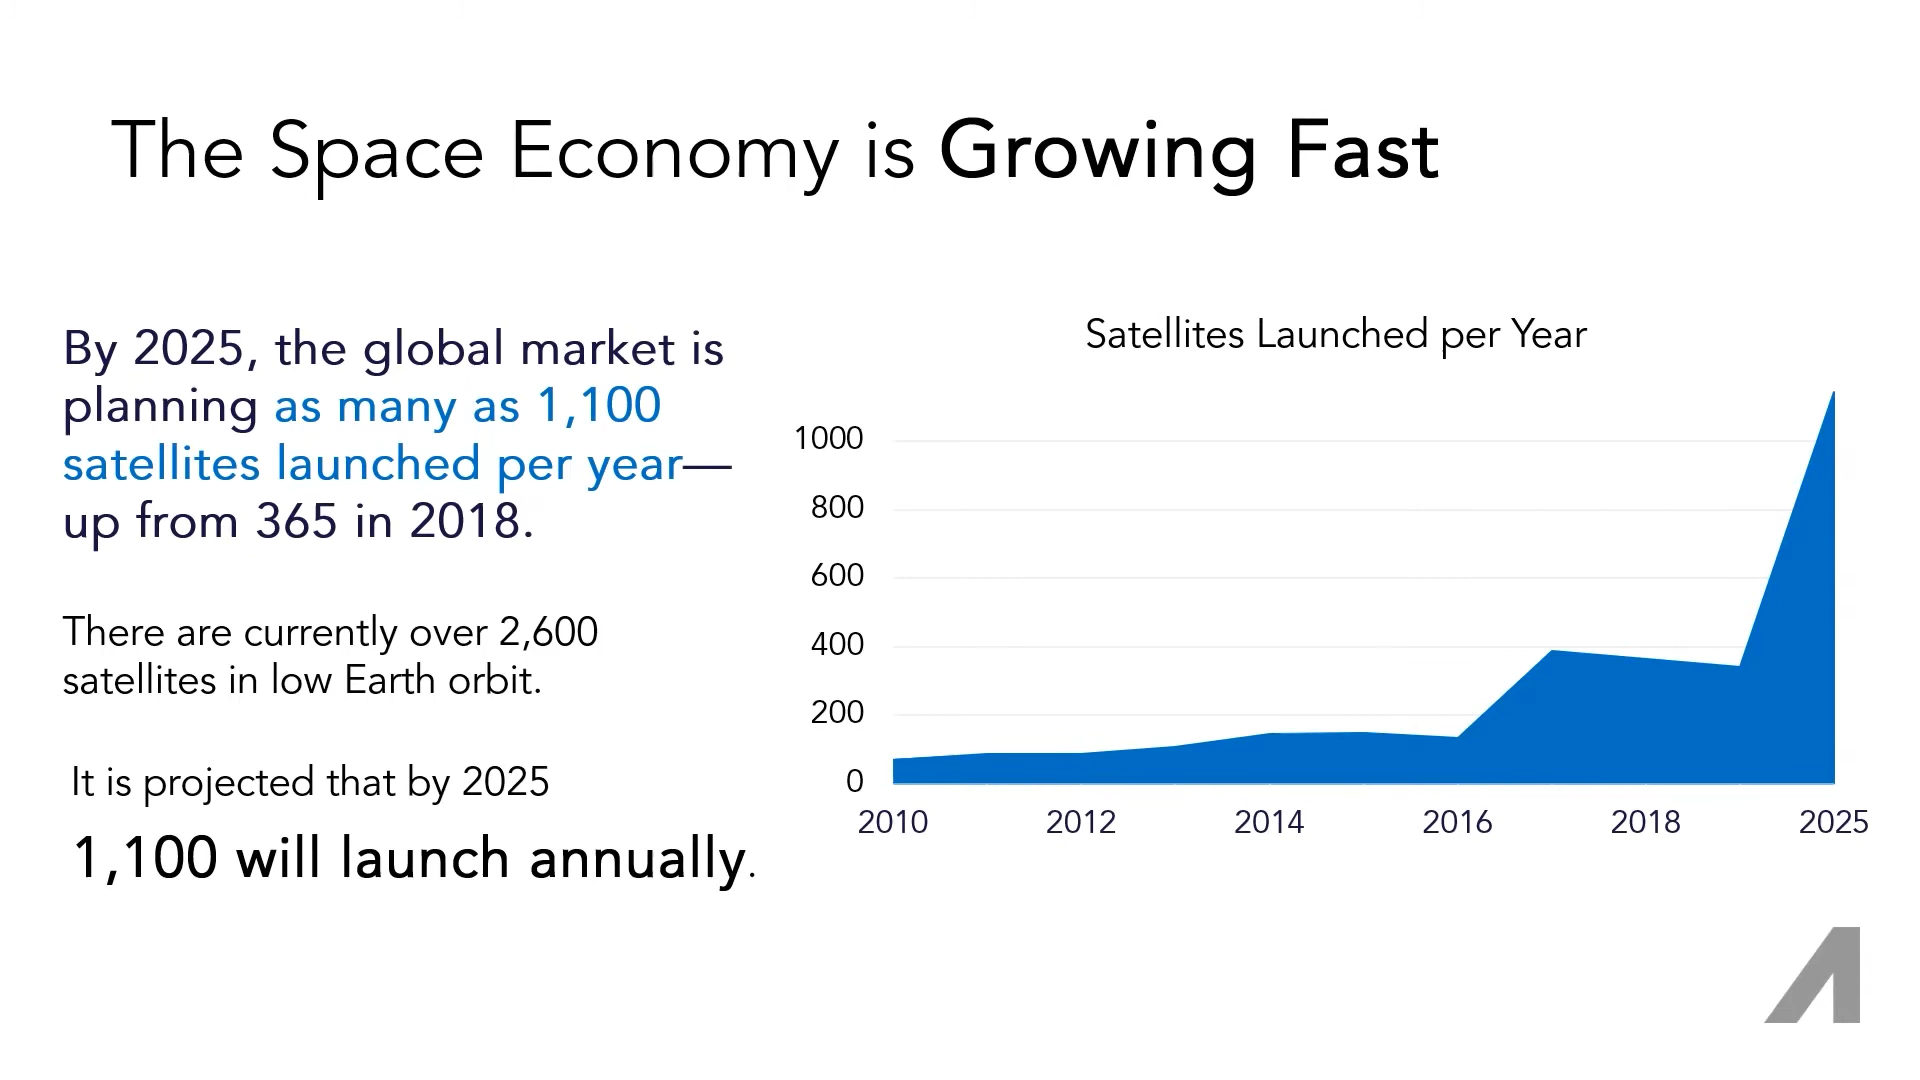 The Space Economy is Growing Fast
By 2025, the global market is
planning as many as 1,100
satellites launched per year—
up from 365 in 2018.
There are currently over 2,600
satellites in low Earth orbit.
It is projected that by 2025
1,100 will launch annually.
Satellites Launched per Year
1000
800
600
400
200
0
2010 2012 2014 2016 2018 2025